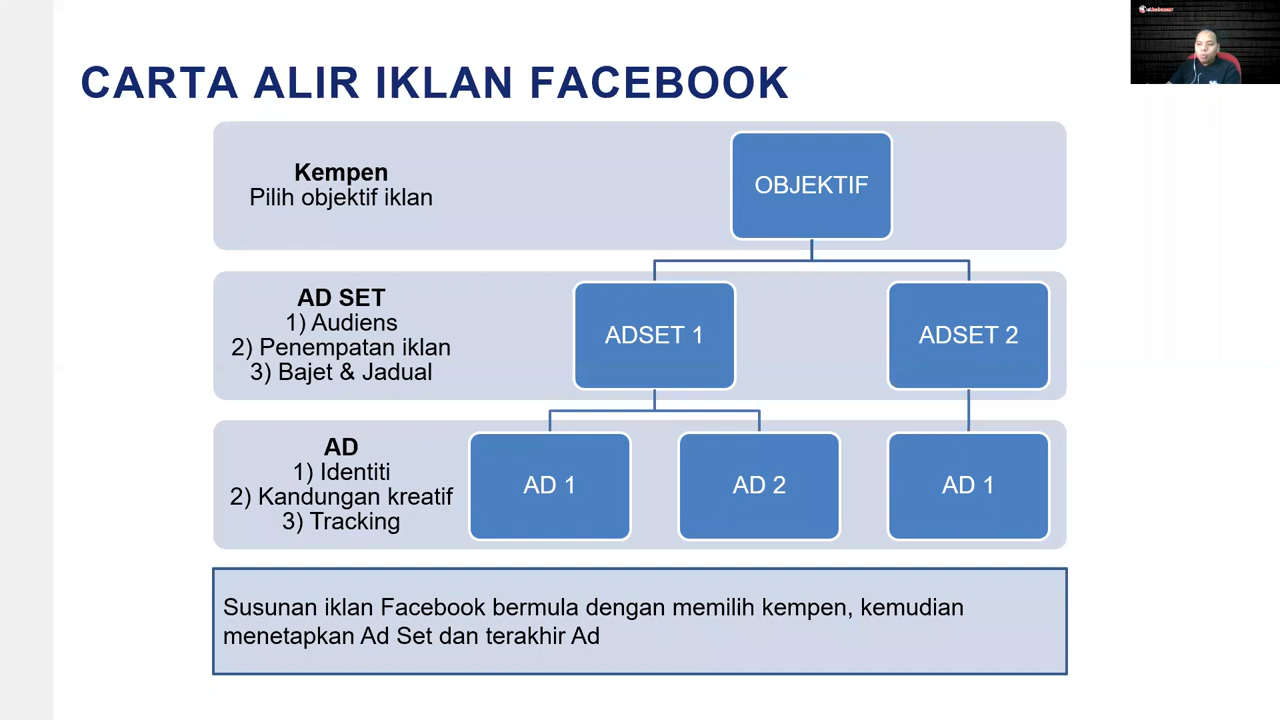 CARTA ALIR IKLAN FACEBOOK
Kempen
Pilih objektif iklan
OBJEKTIF
AD SET
1) Audiens
2) Penempatan iklan
3) Bajet & Jadual
ADSET 1
ADSET 2
AD
1) Identiti
2) Kandungan kreatif
3) Tracking
AD 1
AD 2
AD 1
Susunan iklan Facebook bermula dengan memilih kempen, kemudian
menetapkan Ad Set dan terakhir Ad